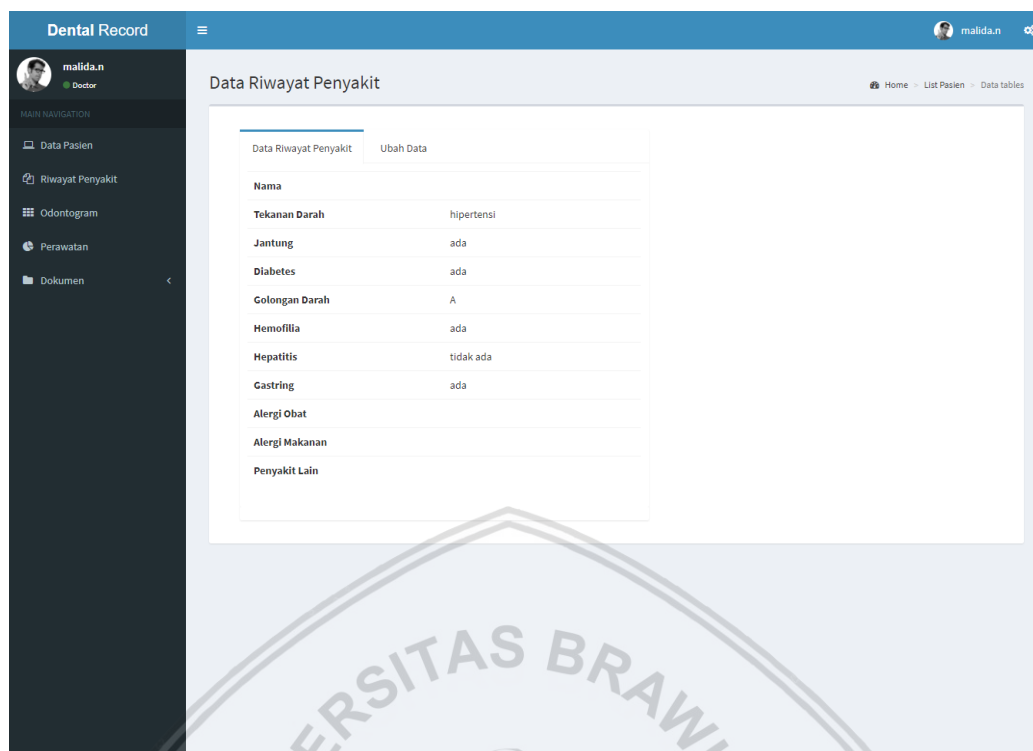 Dental Record
malida.n
malida.n
Doctor
Data Riwayat Penyakit
Home > List Pasien > Data tables
MAIN NAVIGATION
Data Pasien
Riwayat Penyakit
Odontogram
Perawatan
Dokumen
Data Riwayat Penyakit Ubah Data
Nama
Tekanan Darah hipertensi
Jantung ada
Diabetes ada
Golongan Darah A
Hemofilia ada
Hepatitis tidak ada
Gastring ada
Alergi Obat
Alergi Makanan
Penyakit Lain
ERSITAS BRAW